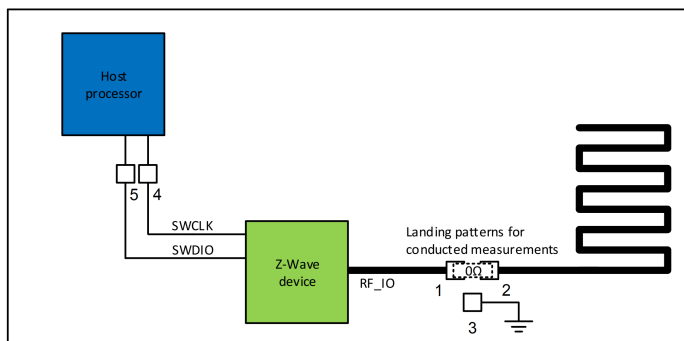 Host
processor
5
4
SWCLK
SWDIO
Z-Wave
device
RF_IO
Landing patterns for
conducted measurements
0Ω
1
2
3